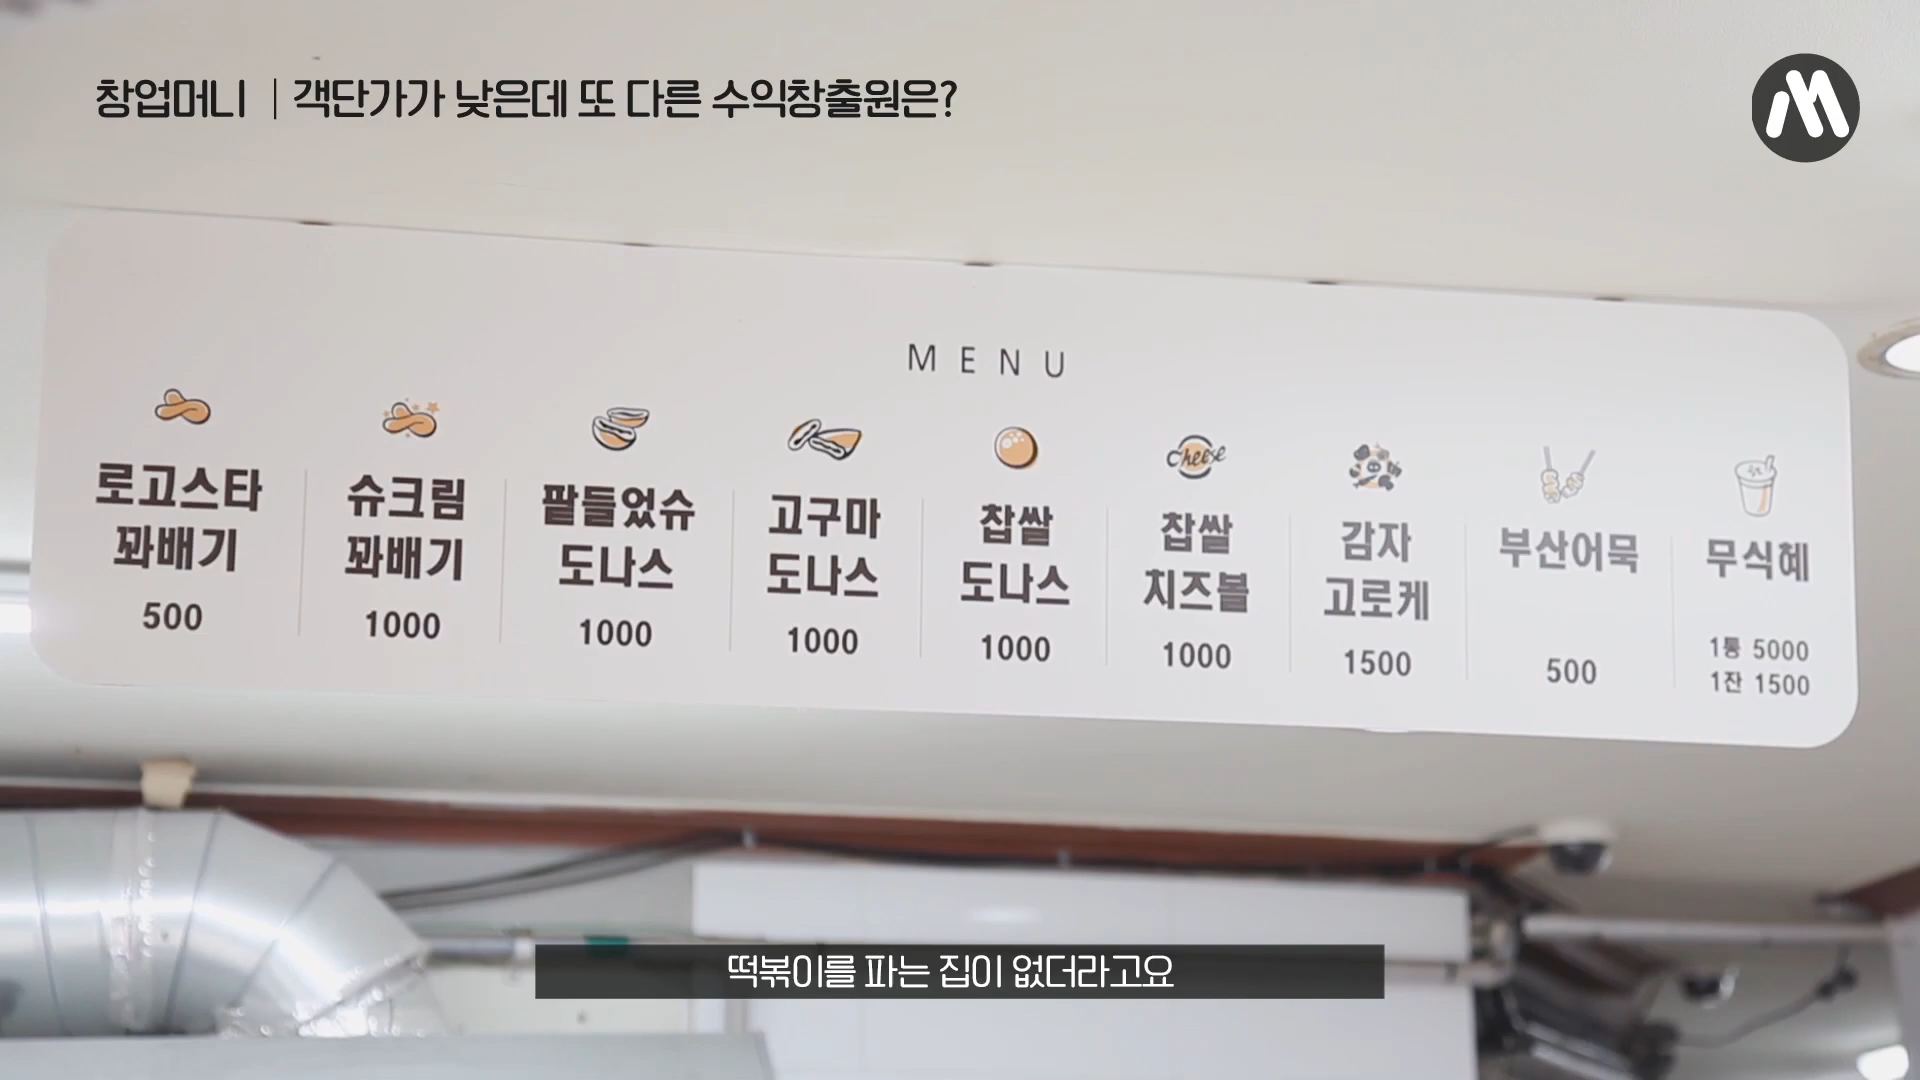 창업머니 | 객단가가 낮은데 또 다른 수익창출원은?
M
MENU
로고스타
꽈배기
500
슈크림
꽈배기
1000
팥들었슈
도나스
1000
고구마
도나스
1000
찹쌀
도나스
1000
Cheese
찹쌀
치즈볼
1000
감자
고로케
1500
부산어묵
500
무식혜
1통 5000
1잔 1500
떡볶이를 파는 집이 없더라고요